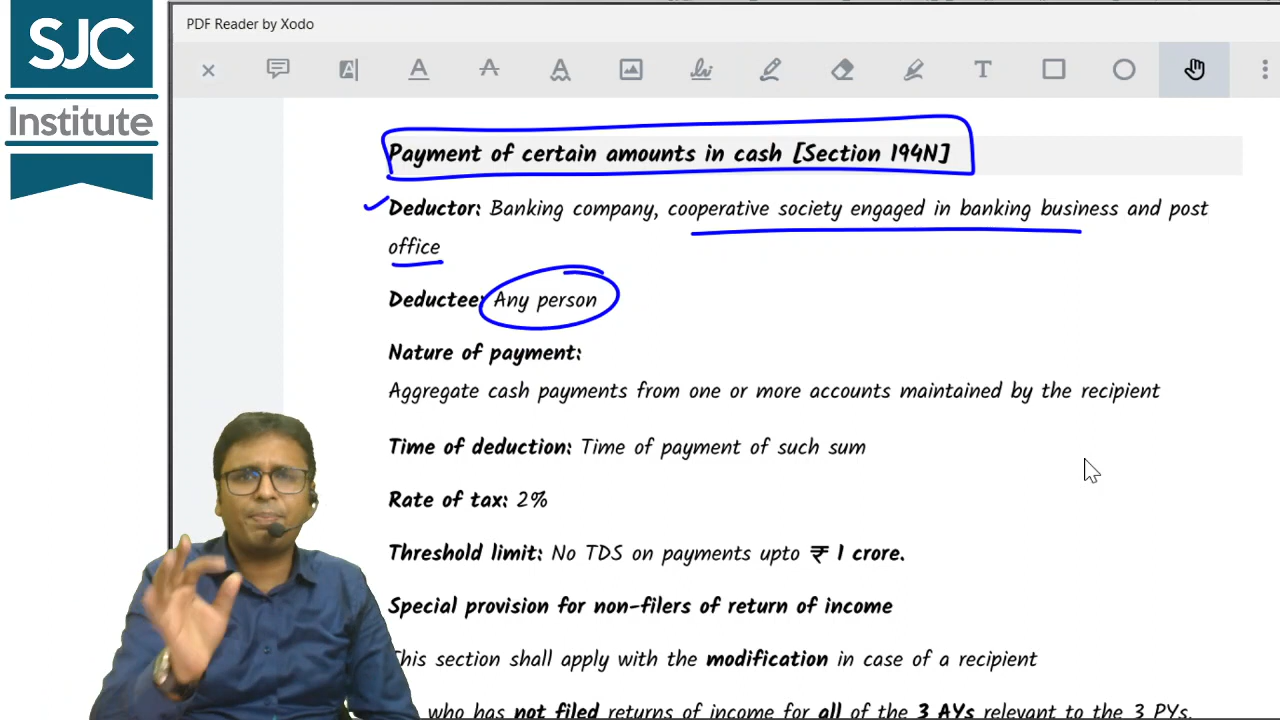 SJC
Institute
PDF Reader by Xodo
Payment of certain amounts in cash [Section 194N]
Deductor: Banking company, cooperative society engaged in banking business and post
office
Deductee: Any person
Nature of payment:
Aggregate cash payments from one or more accounts maintained by the recipient
Time of deduction: Time of payment of such sum
Rate of tax: 2%
Threshold limit: No TDS on payments upto ₹ 1 crore.
Special provision for non-filers of return of income
This section shall apply with the modification in case of a recipient
who has not filed returns of income for all of the 3 AYs relevant to the 3 PYs,